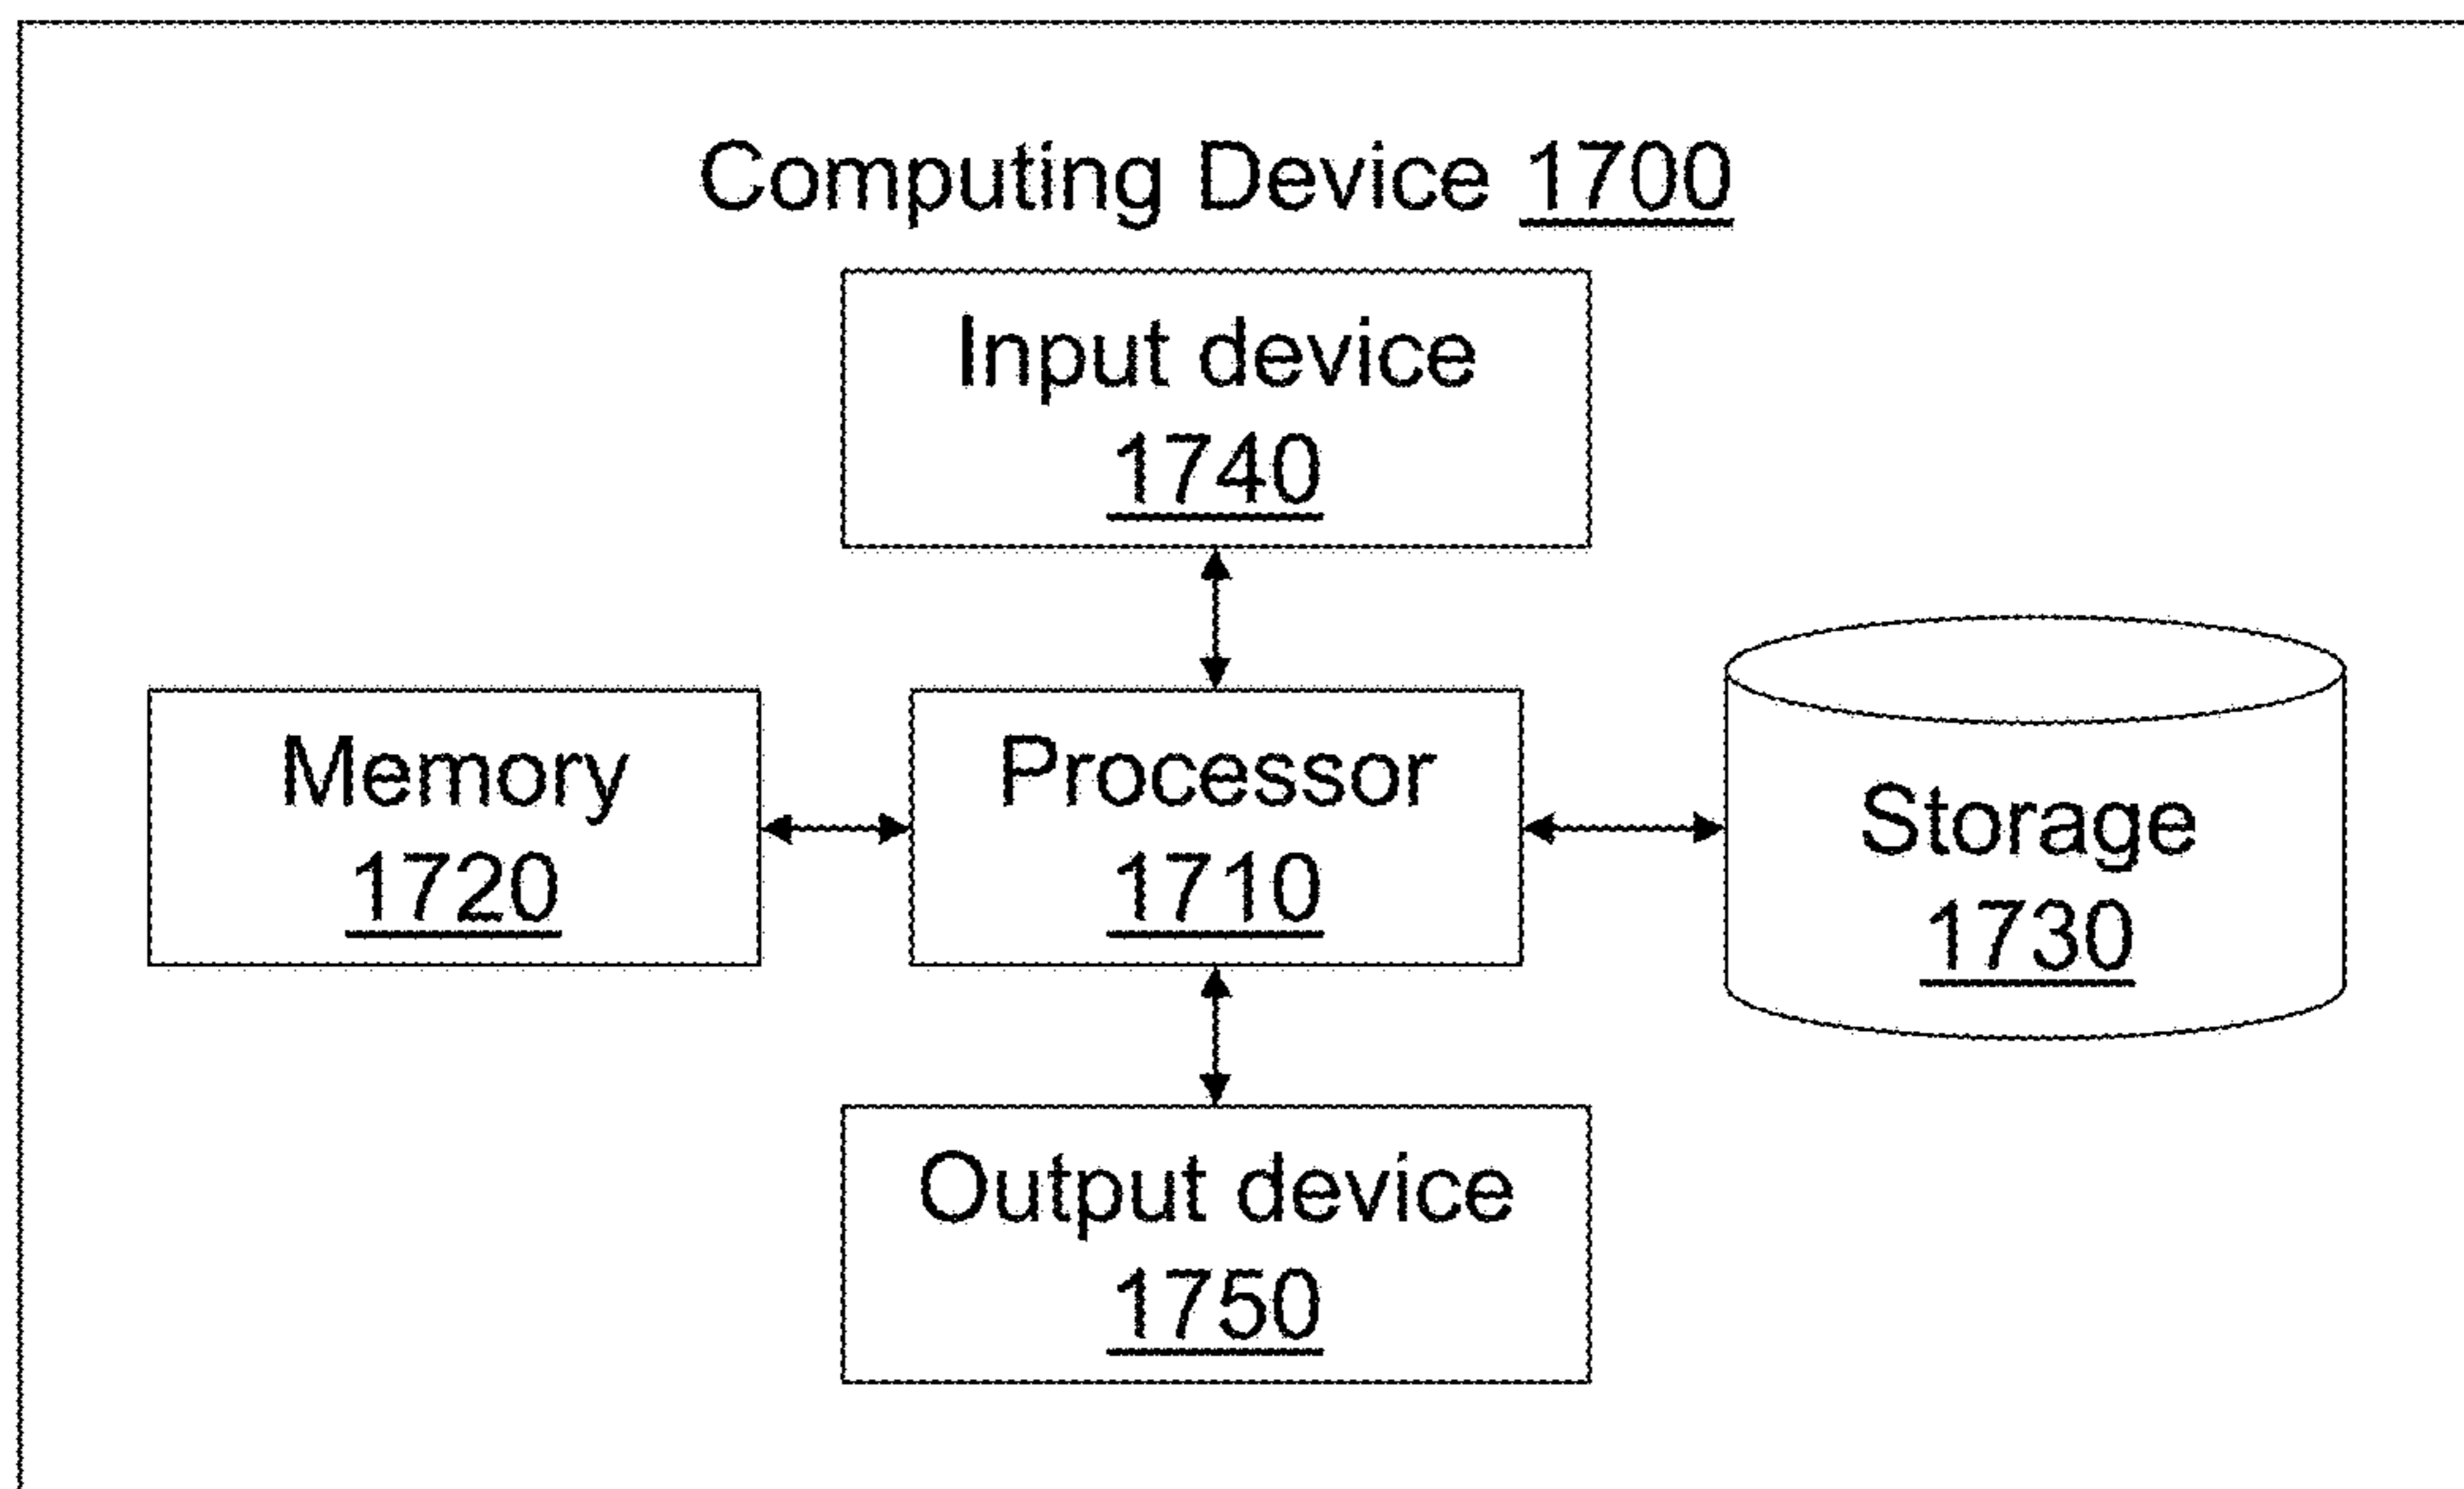 Computing Device 1700
Input device
1740
Memory
1720
Processor
1710
Storage
1730
Output device
1750